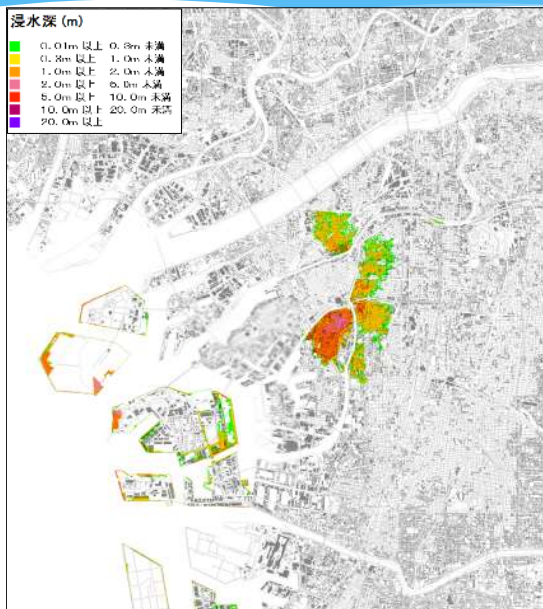 浸水深(m)
0.01m 以上 0.3m 未満
0.3m 以上 1.0m 未満
1.0m 以上 2.0m 未満
2.0m 以上 5.0m 未満
5.0m 以上 10.0m 未満
10.0m 以上 20.0m 未満
20.0m 以上